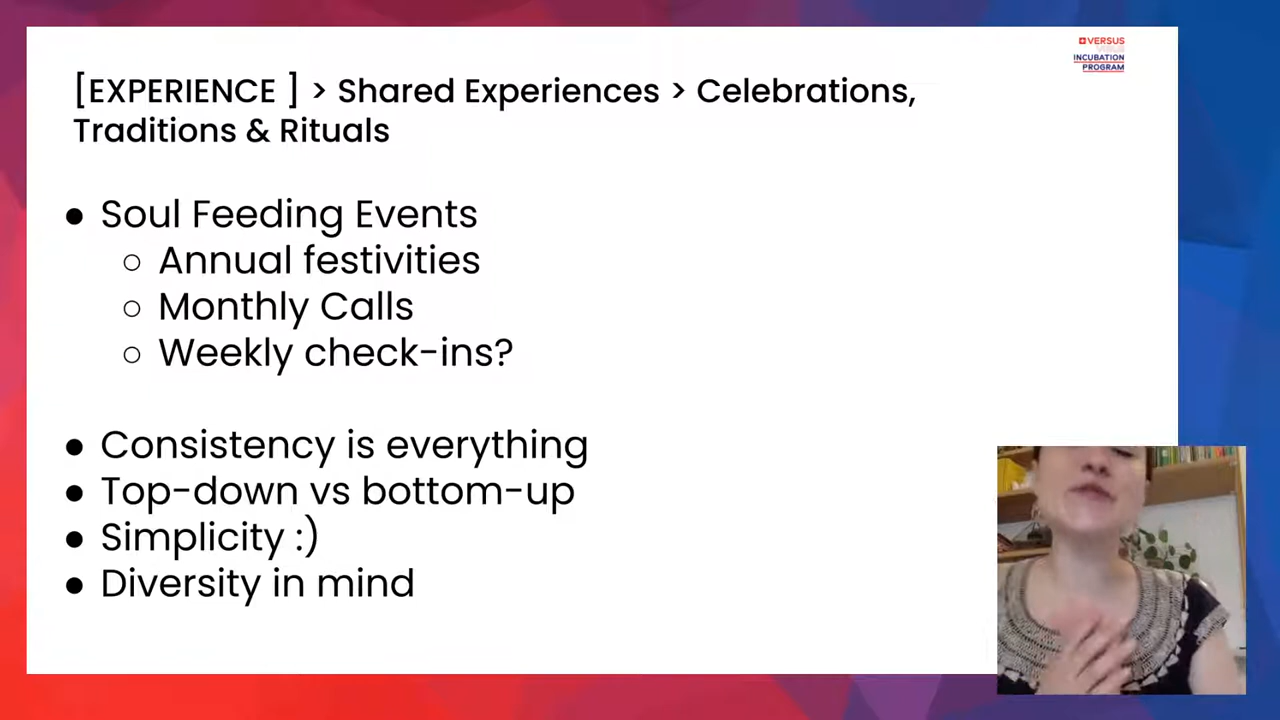 VERSUS
INCUBATION
PROGRAM
[EXPERIENCE ] > Shared Experiences > Celebrations,
Traditions & Rituals
● Soul Feeding Events
○ Annual festivities
○ Monthly Calls
○ Weekly check-ins?
● Consistency is everything
● Top-down vs bottom-up
● Simplicity :)
● Diversity in mind